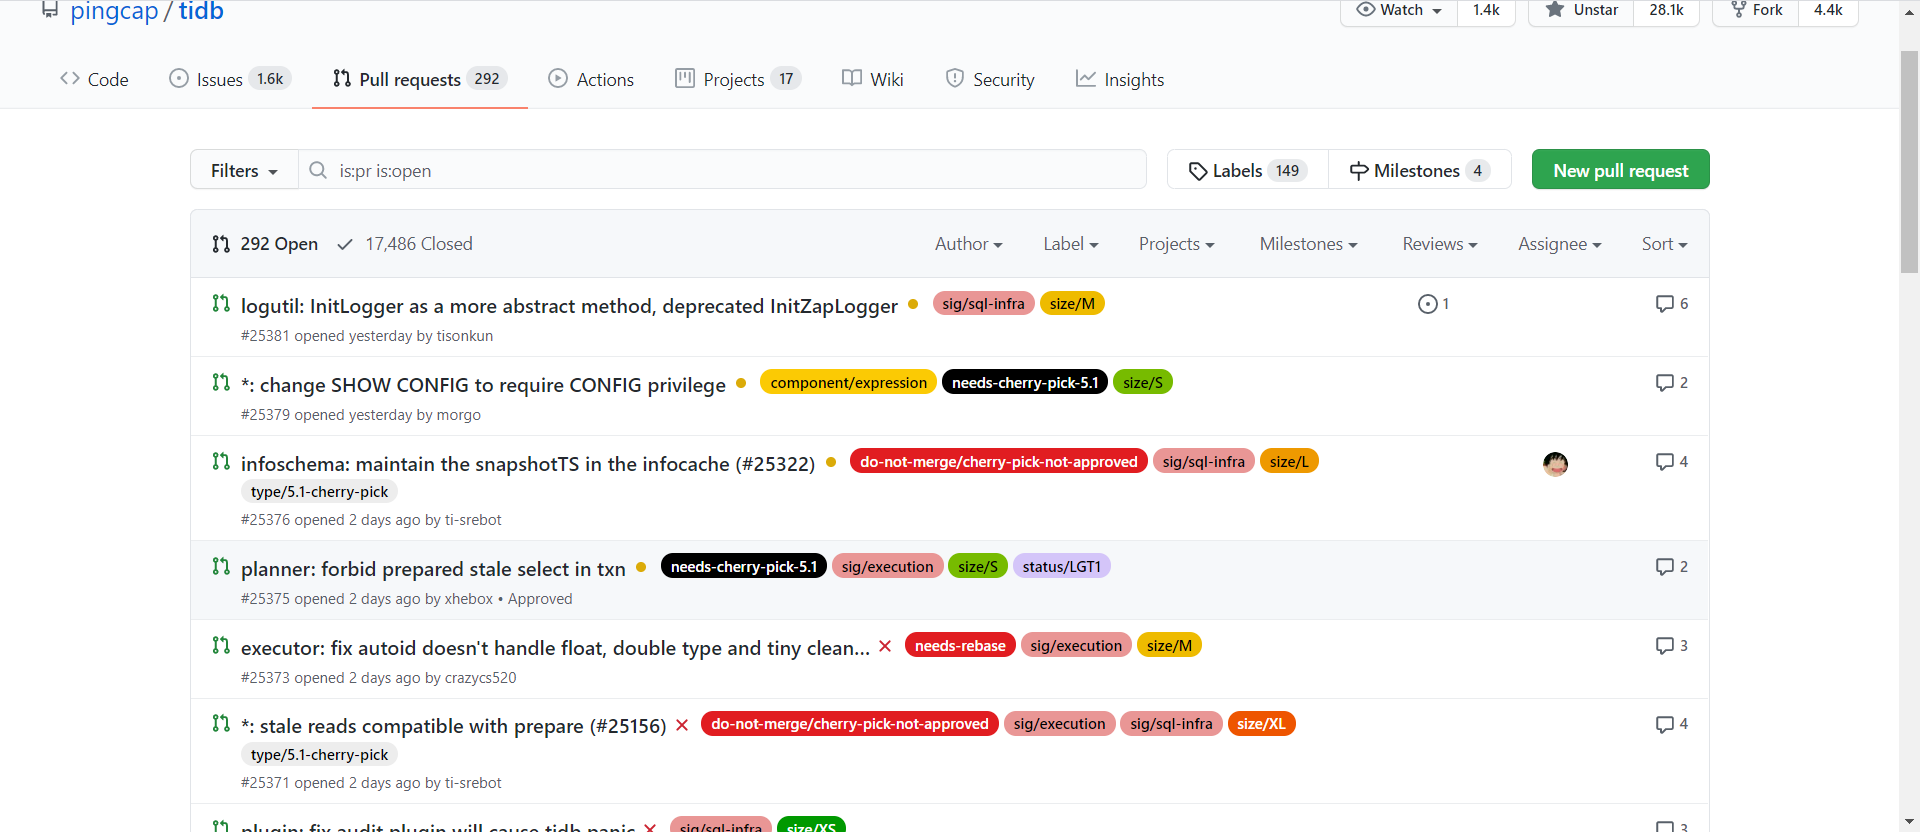 pingcap / tidb
Watch 1.4k Unstar 28.1k Fork 4.4k
Code Issues 1.6k Pull requests 292 Actions Projects 17 Wiki Security Insights
Filters is:pr is:open Labels 149 Milestones 4 New pull request
292 Open 17,486 Closed Author Label Projects Milestones Reviews Assignee Sort
logutil: InitLogger as a more abstract method, deprecated InitZapLogger sig/sql-infra size/M 1 6
#25381 opened yesterday by tisonkun
*: change SHOW CONFIG to require CONFIG privilege component/expression needs-cherry-pick-5.1 size/S 2
#25379 opened yesterday by morgo
infoschema: maintain the snapshotTS in the infocache (#25322) do-not-merge/cherry-pick-not-approved sig/sql-infra size/L 4
type/5.1-cherry-pick
#25376 opened 2 days ago by ti-srebot
planner: forbid prepared stale select in txn needs-cherry-pick-5.1 sig/execution size/S status/LGT1 2
#25375 opened 2 days ago by xhebox • Approved
executor: fix autoid doesn't handle float, double type and tiny clean... needs-rebase sig/execution size/M 3
#25373 opened 2 days ago by crazycs520
*: stale reads compatible with prepare (#25156) do-not-merge/cherry-pick-not-approved sig/execution sig/sql-infra size/XL 4
type/5.1-cherry-pick
#25371 opened 2 days ago by ti-srebot
plugin: fix audit plugin will cause tidb panic sig/sql-infra size/XS 3